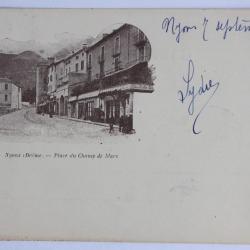 Nyons 7 septem
Lydie
Nyons (Drôme). — Place du Champ de Mars